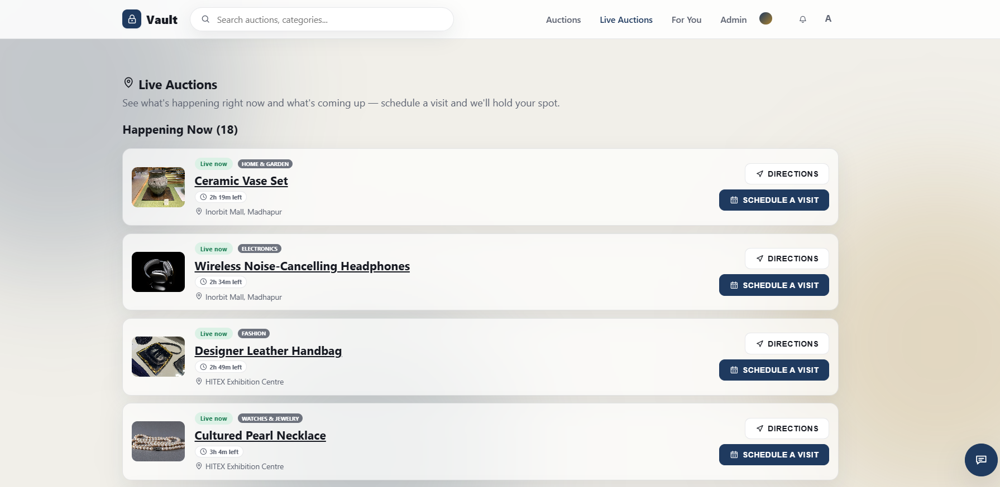 Vault
Search auctions, categories...
Auctions
Live Auctions
For You
Admin
A
Live Auctions
See what's happening right now and what's coming up — schedule a visit and we'll hold your spot.
Happening Now (18)
Live now
HOME & GARDEN
Ceramic Vase Set
2h 19m left
Inorbit Mall, Madhapur
DIRECTIONS
SCHEDULE A VISIT
Live now
ELECTRONICS
Wireless Noise-Cancelling Headphones
2h 34m left
Inorbit Mall, Madhapur
DIRECTIONS
SCHEDULE A VISIT
Live now
FASHION
Designer Leather Handbag
2h 49m left
HITEX Exhibition Centre
DIRECTIONS
SCHEDULE A VISIT
Live now
WATCHES & JEWELRY
Cultured Pearl Necklace
3h 4m left
HITEX Exhibition Centre
DIRECTIONS
SCHEDULE A VISIT